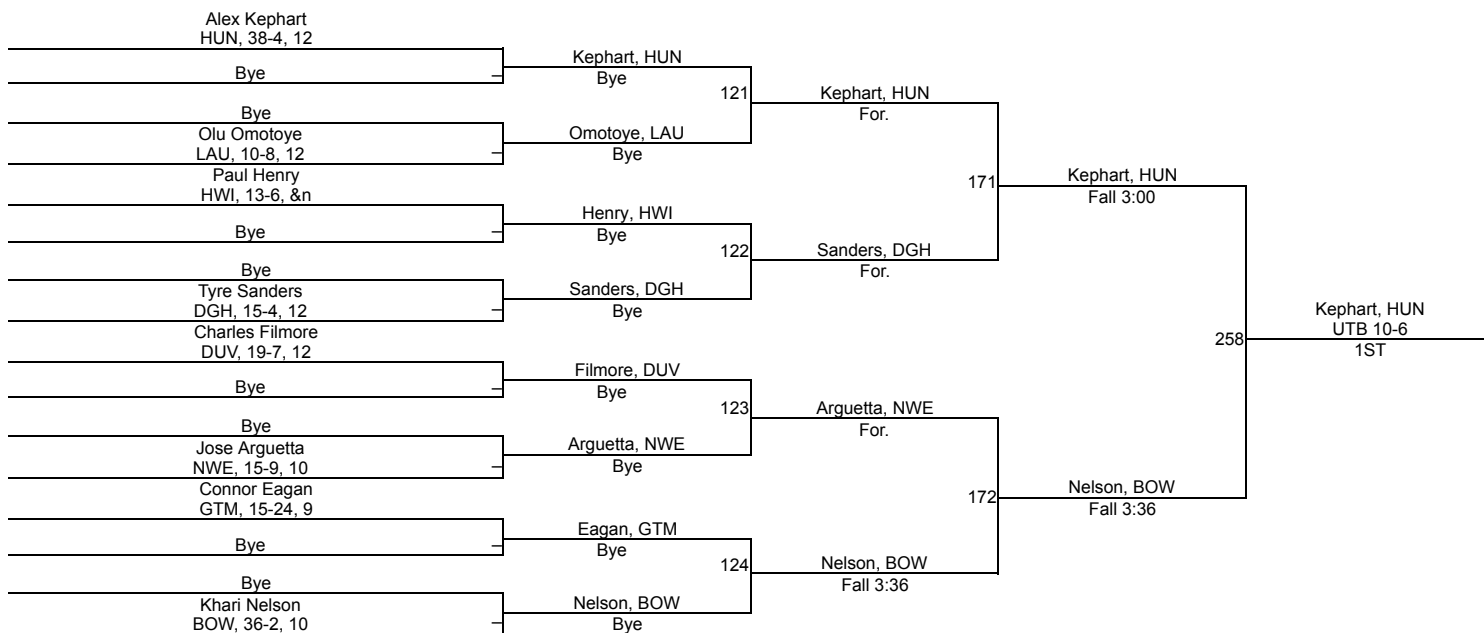 Alex Kephart
HUN, 38-4, 12
Bye
Bye
Olu Omotoye
LAU, 10-8, 12
Paul Henry
HWI, 13-6, &n
Bye
Bye
Tyre Sanders
DGH, 15-4, 12
Charles Filmore
DUV, 19-7, 12
Bye
Bye
Jose Arguetta
NWE, 15-9, 10
Connor Eagan
GTM, 15-24, 9
Bye
Bye
Khari Nelson
BOW, 36-2, 10
Kephart, HUN
Bye
Omotoye, LAU
Bye
Henry, HWI
Bye
Sanders, DGH
Bye
Filmore, DUV
Bye
Arguetta, NWE
Bye
Eagan, GTM
Bye
Nelson, BOW
Bye
121
122
123
124
Kephart, HUN
For.
Sanders, DGH
For.
Arguetta, NWE
For.
Nelson, BOW
Fall 3:36
171
172
Kephart, HUN
Fall 3:00
Nelson, BOW
Fall 3:36
258
Kephart, HUN
UTB 10-6
1ST